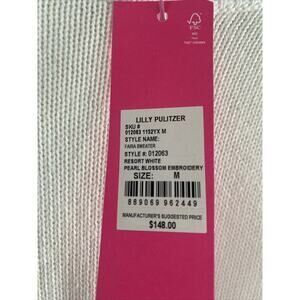 FSC
LILLY PULITZER
SKU #
012063 1192YX M
STYLE NAME:
FAIRA SWEATER
STYLE #: 012063
RESORT WHITE
PEARL BLOSSOM EMBROIDERY
SIZE: M
889069 962449
MANUFACTURER'S SUGGESTED PRICE
$148.00